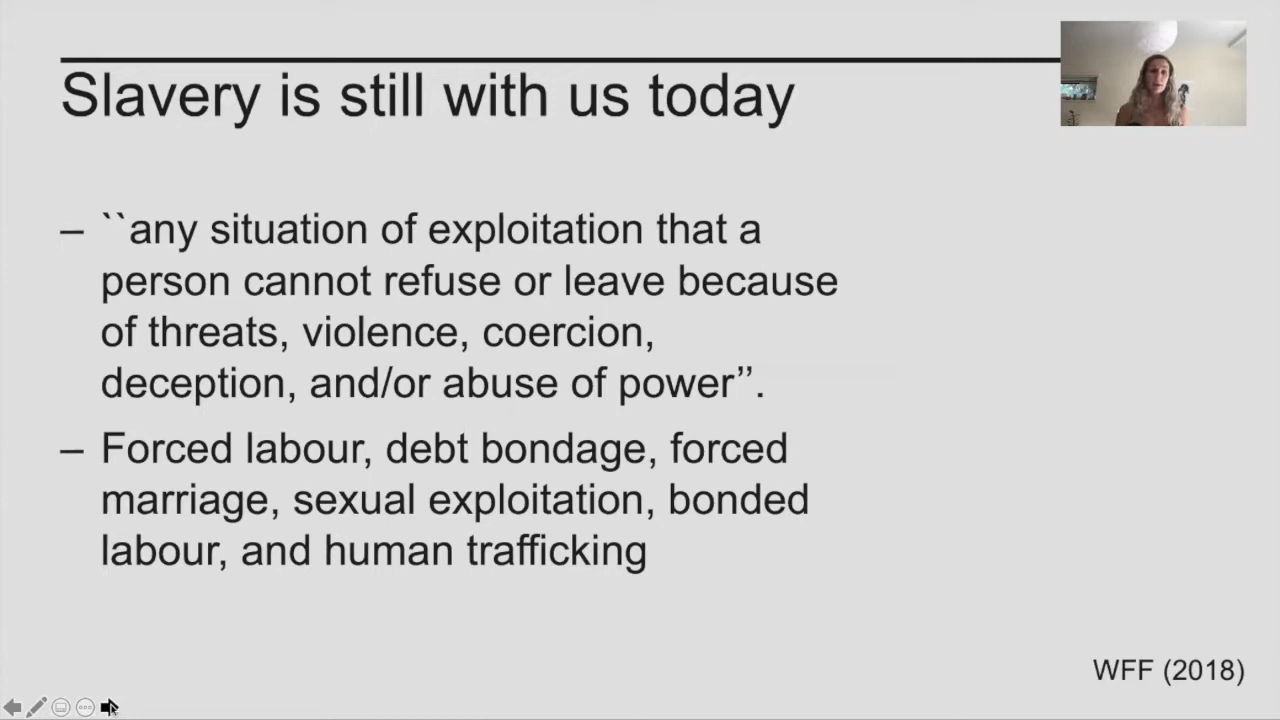 Slavery is still with us today
– ``any situation of exploitation that a
person cannot refuse or leave because
of threats, violence, coercion,
deception, and/or abuse of power’’.
– Forced labour, debt bondage, forced
marriage, sexual exploitation, bonded
labour, and human trafficking
WFF (2018)